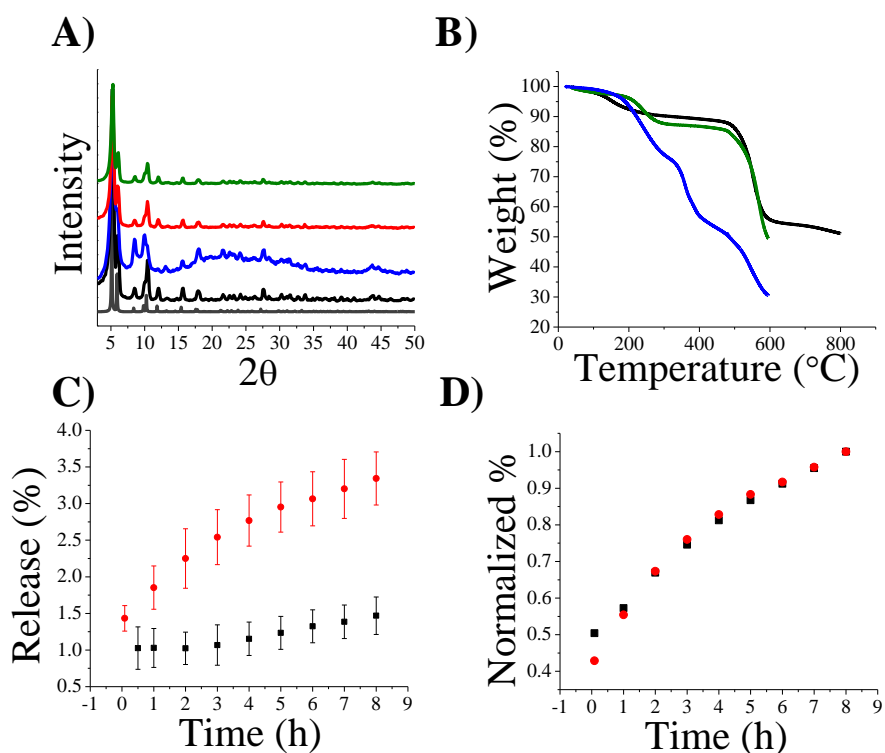 A)
Intensity
5 10 15 20 25 30 35 40 45 50
2θ
B)
100
90
80
70
60
50
40
30
20
Weight (%)
0 200 400 600 800
Temperature (°C)
C)
4.0
3.5
3.0
2.5
2.0
1.5
1.0
0.5
Release (%)
-1 0 1 2 3 4 5 6 7 8 9
Time (h)
D)
1.0
0.9
0.8
0.7
0.6
0.5
0.4
Normalized %
-1 0 1 2 3 4 5 6 7 8 9
Time (h)